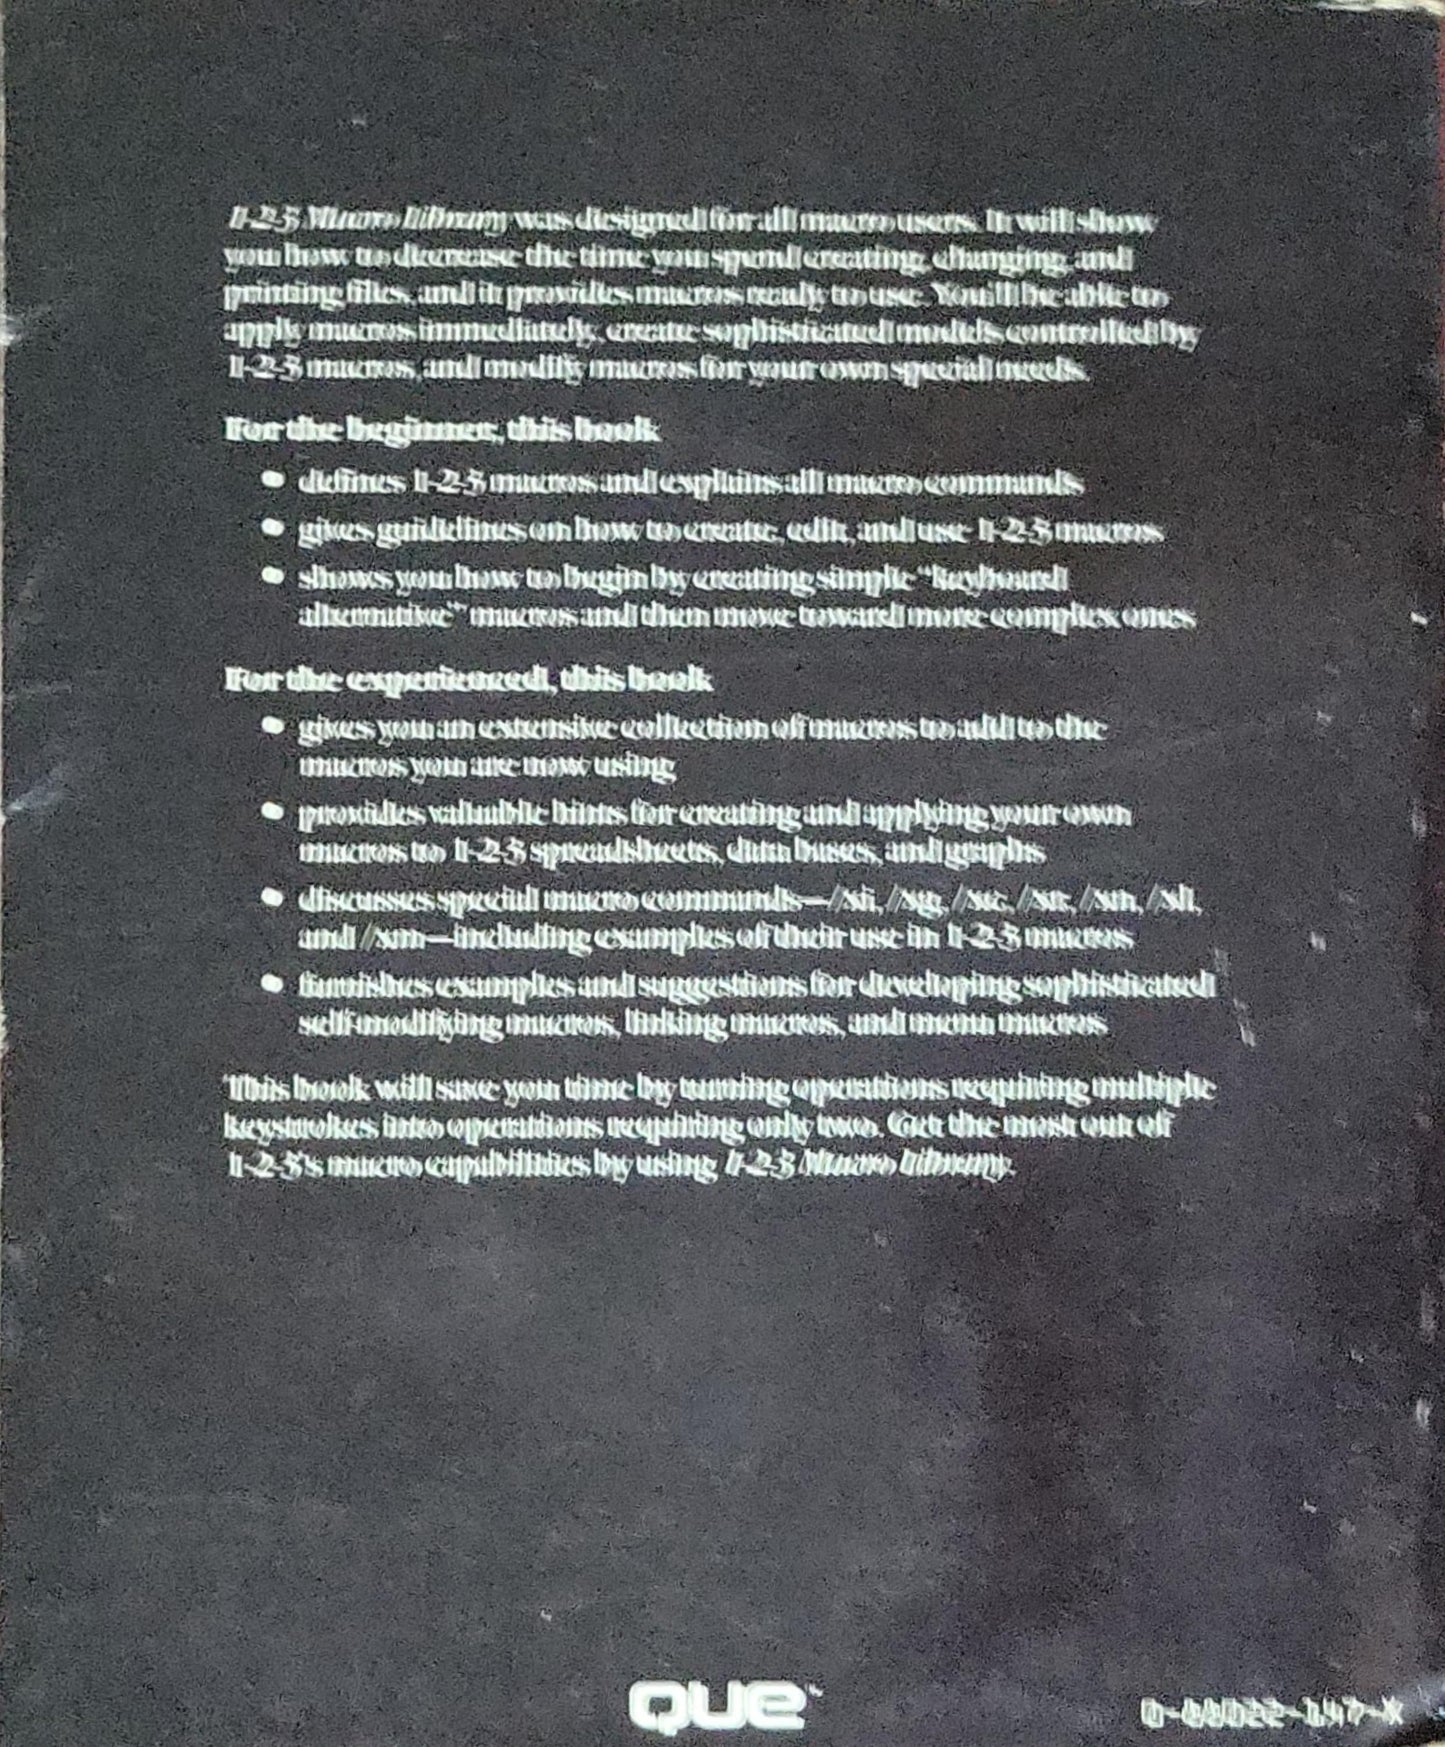 1-2-3 Macro Library was designed for all macro users. It will show
you how to decrease the time you spend creating, changing, and
printing files, and it provides macros ready to use. You'll be able to
apply macros immediately, create sophisticated models controlled by
1-2-3 macros, and modify macros for your own special needs.
For the beginner, this book
• defines 1-2-3 macros and explains all macro commands
• gives guidelines on how to create, edit, and use 1-2-3 macros
• shows you how to begin by creating simple “keyboard
alternative” macros and then move toward more complex ones
For the experienced, this book
• gives you an extensive collection of macros to add to the
macros you are now using
• provides valuable hints for creating and applying your own
macros to 1-2-3 spreadsheets, data bases, and graphs
• discusses special macro commands—/xi, /xg, /xc, /xr, /xn, /xl,
and /xm—including examples of their use in 1-2-3 macros
• furnishes examples and suggestions for developing sophisticated
self-modifying macros, linking macros, and menu macros
This book will save you time by turning operations requiring multiple
keystrokes into operations requiring only two. Get the most out of
1-2-3's macro capabilities by using 1-2-3 Macro Library.
QUE™
0-88022-147-X